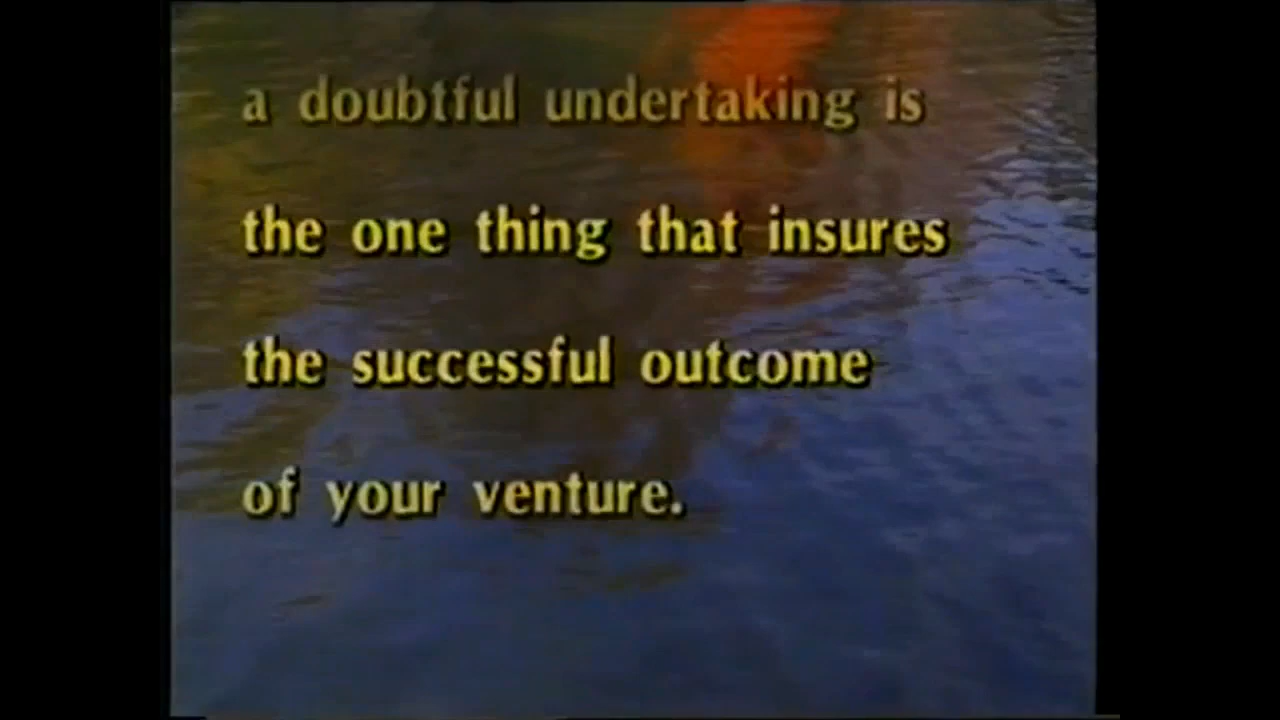 a doubtful undertaking is
the one thing that insures
the successful outcome
of your venture.